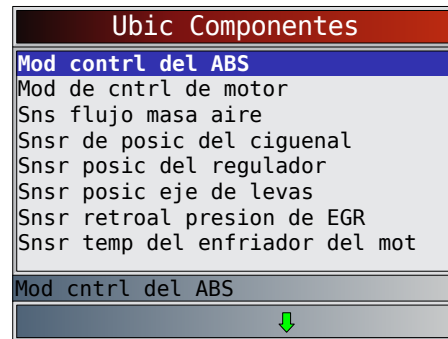 Ubic Componentes
Mod contrl del ABS
Mod de cntrl de motor
Sns flujo masa aire
Snsr de posic del ciguenal
Snsr posic del regulador
Snsr posic eje de levas
Snsr retroal presion de EGR
Snsr temp del enfriador del mot
Mod cntrl del ABS